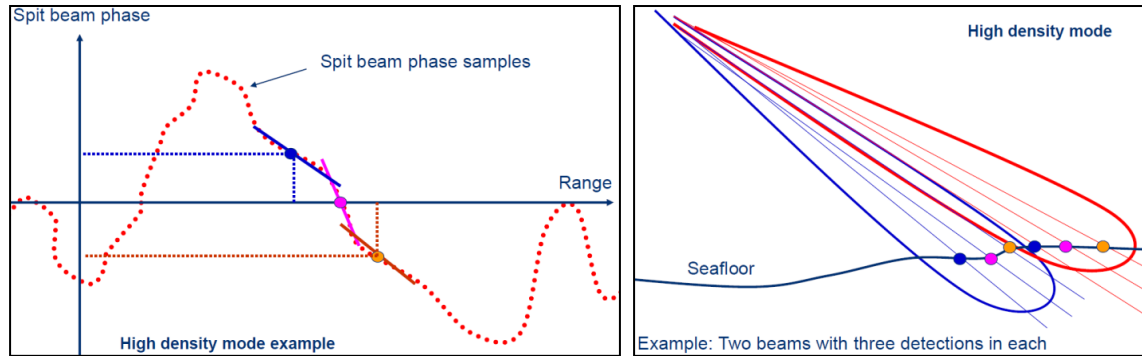 Spit beam phase
Spit beam phase samples
Range
High density mode example
High density mode
Seafloor
Example: Two beams with three detections in each